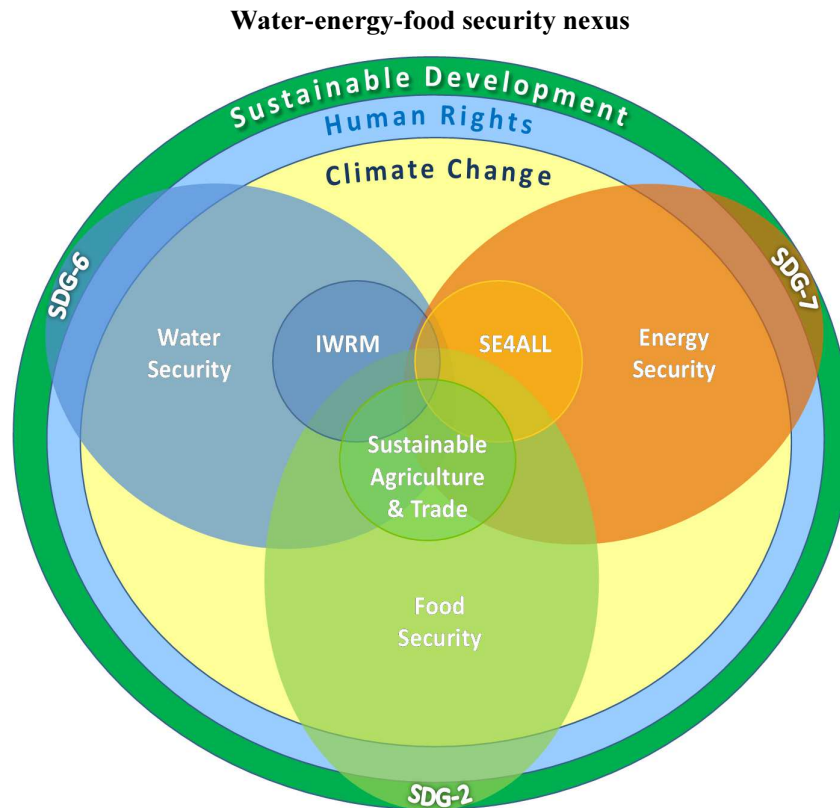 Water-energy-food security nexus
Sustainable Development
Human Rights
Climate Change
SDG-6
SDG-7
Water
Security
IWRM
SE4ALL
Energy
Security
Sustainable
Agriculture
& Trade
Food
Security
SDG-2